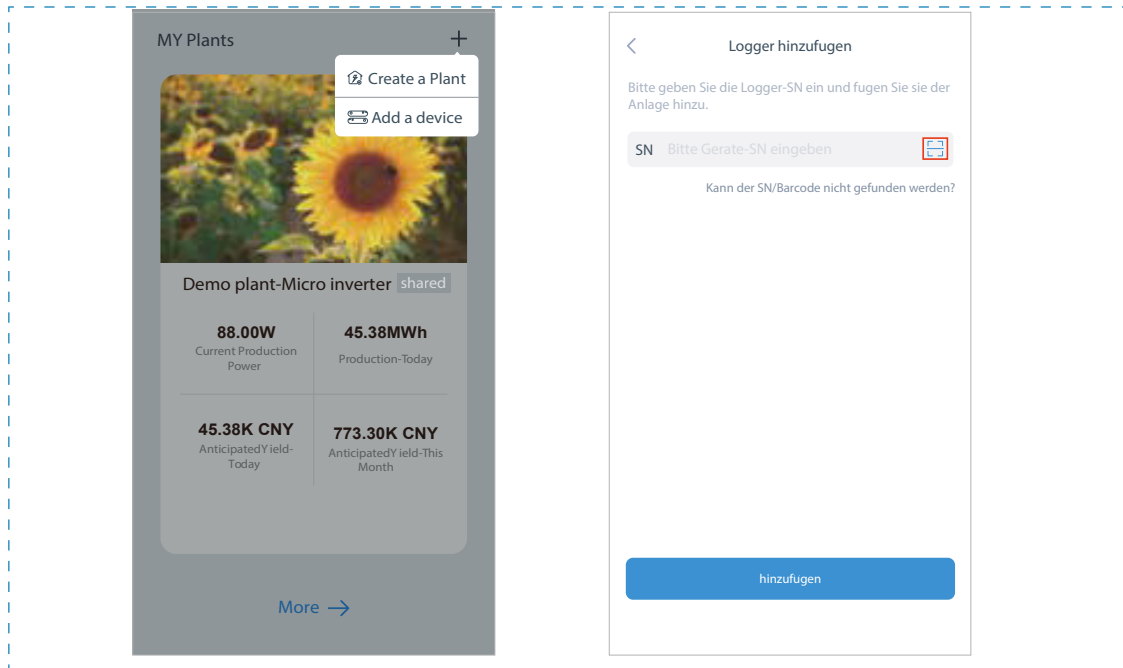 MY Plants
Create a Plant
Add a device
Demo plant-Micro inverter shared
88.00W
Current Production
Power
45.38MWh
Production-Today
45.38K CNY
AnticipatedY ield-
Today
773.30K CNY
AnticipatedY ield-This
Month
More
Logger hinzufugen
Bitte geben Sie die Logger-SN ein und fugen Sie sie der
Anlage hinzu.
SN Bitte Gerate-SN eingeben
Kann der SN/Barcode nicht gefunden werden?
hinzufugen